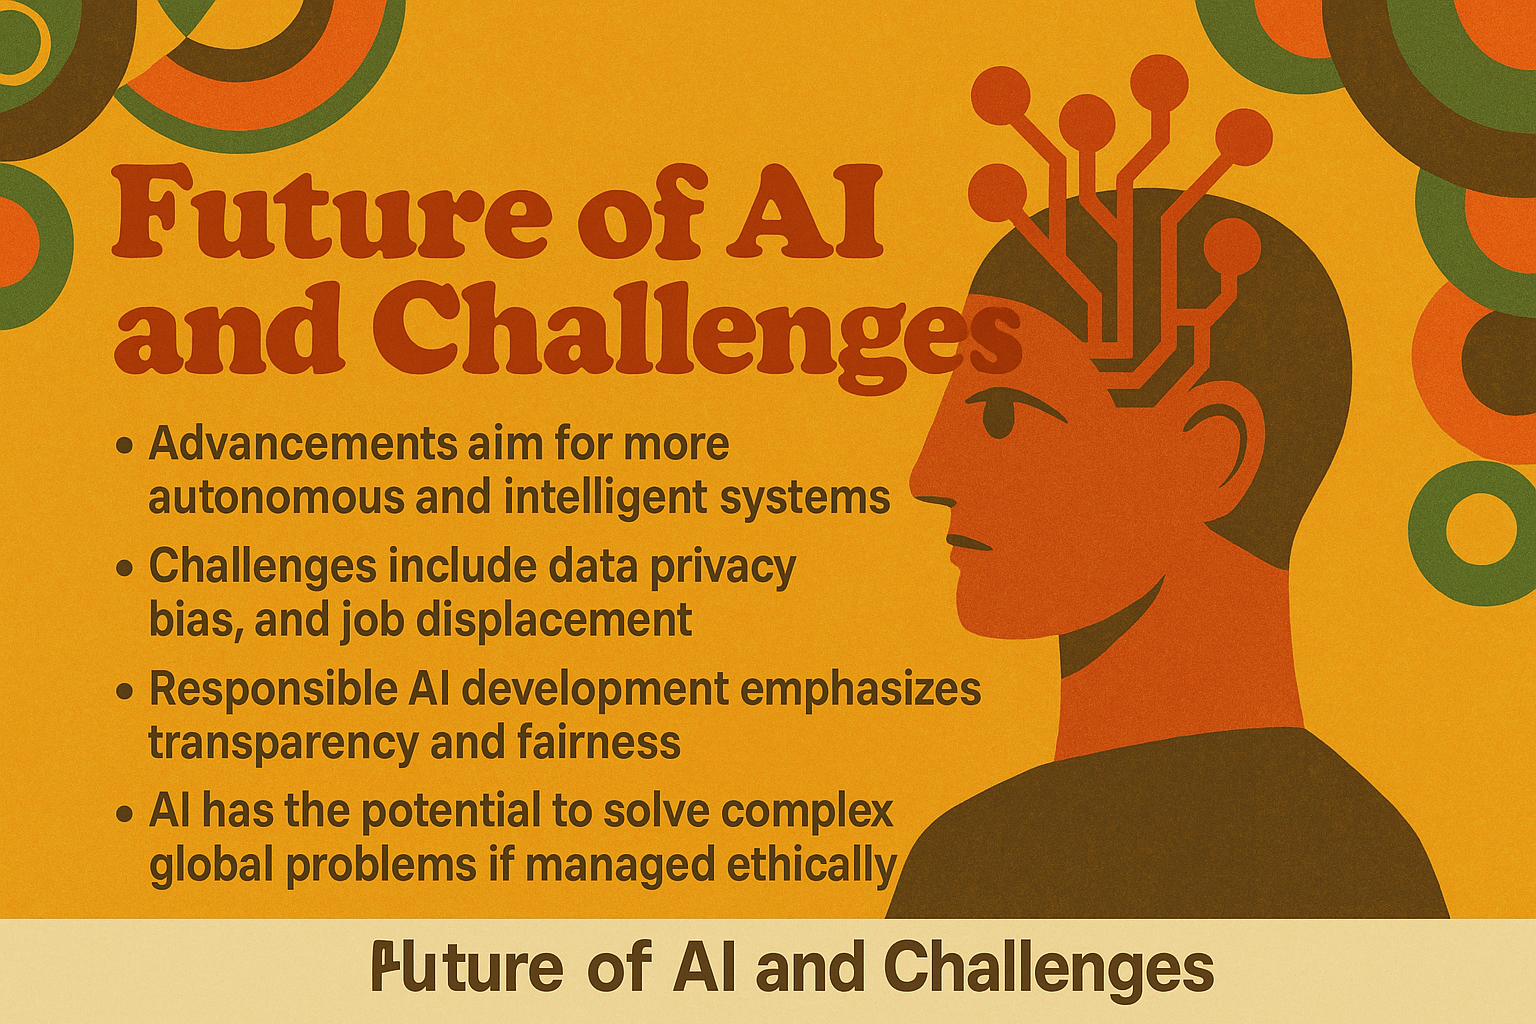 Future of AI
and Challenges
• Advancements aim for more
autonomous and intelligent systems
• Challenges include data privacy
bias, and job displacement
• Responsible AI development emphasizes
transparency and fairness
• AI has the potential to solve complex
global problems if managed ethically
Future of AI and Challenges